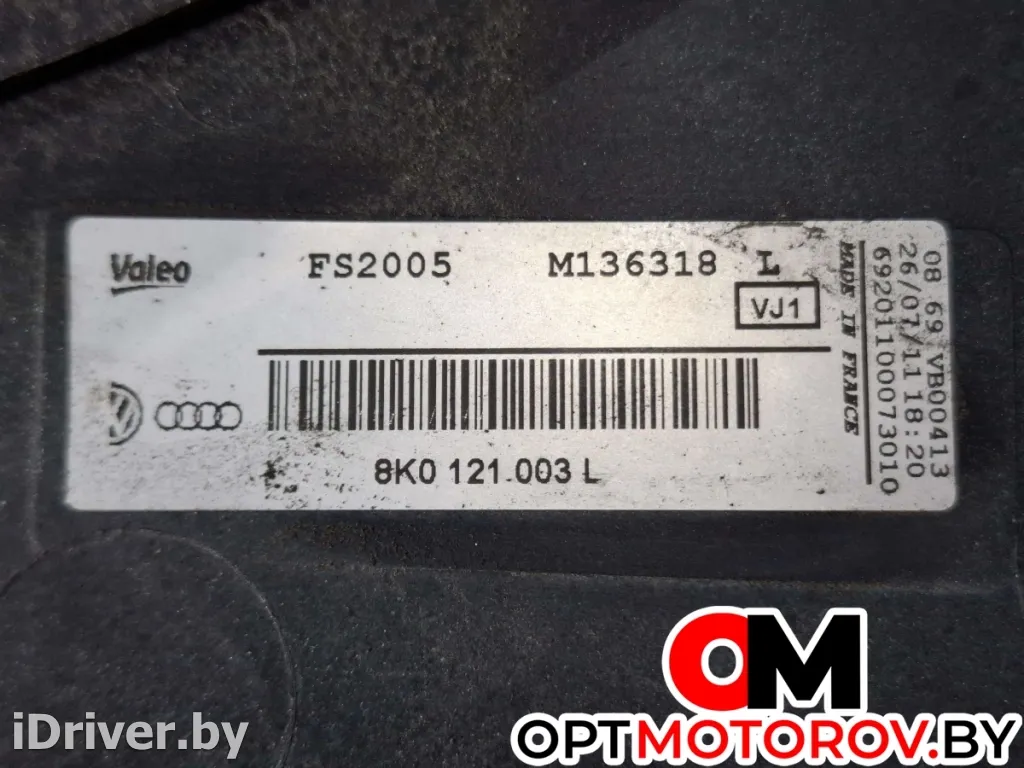 Valeo FS2005 M136318 L
VJ1
MADE IN FRANCE
08 69 VB00413
26/07/11 18:20
69201100073010
8K0 121.003 L
iDriver.by
OM
OPTMOTOROV.BY